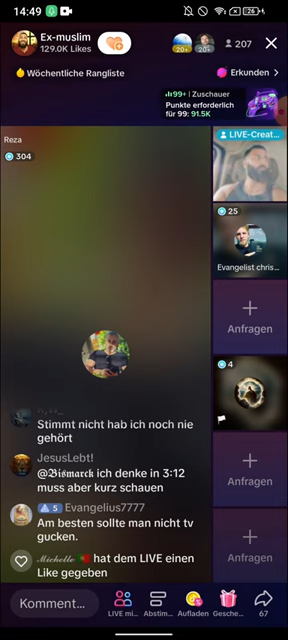 14:49
26%
Ex-muslim
129.0K Likes
20+
20+
207
Wöchentliche Rangliste
Erkunden >
99+ | Zuschauer
Punkte erforderlich
für 99: 91.5K
Reza
304
LIVE-Creat...
25
Evangelist chris...
+
Anfragen
4
+
Anfragen
+
Anfragen
Stimmt nicht hab ich noch nie
gehört
JesusLebt!
@𝕭𝖎𝖘𝖒𝖆𝖗𝖈𝖐 ich denke in 3:12
muss aber kurz schauen
5 Evangelius7777
Am besten sollte man nicht tv
gucken.
𝓜𝓲𝓬𝓱𝓮𝓵𝓵𝓮 🇵🇹 hat dem LIVE einen
Like gegeben
Komment...
LIVE mi...
Abstim...
Aufladen
Gesche...
67